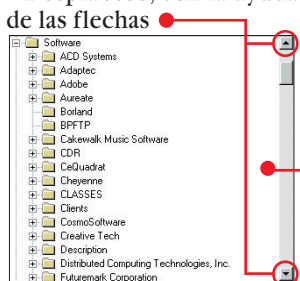 de las flechas
Software
ACD Systems
Adaptec
Adobe
Aureate
Borland
BPFTP
Cakewalk Music Software
CDR
CeQuadrat
Cheyenne
CLASSES
Clients
CosmoSoftware
Creative Tech
Description
Distributed Computing Technologies, Inc.
Futuremark Corporation